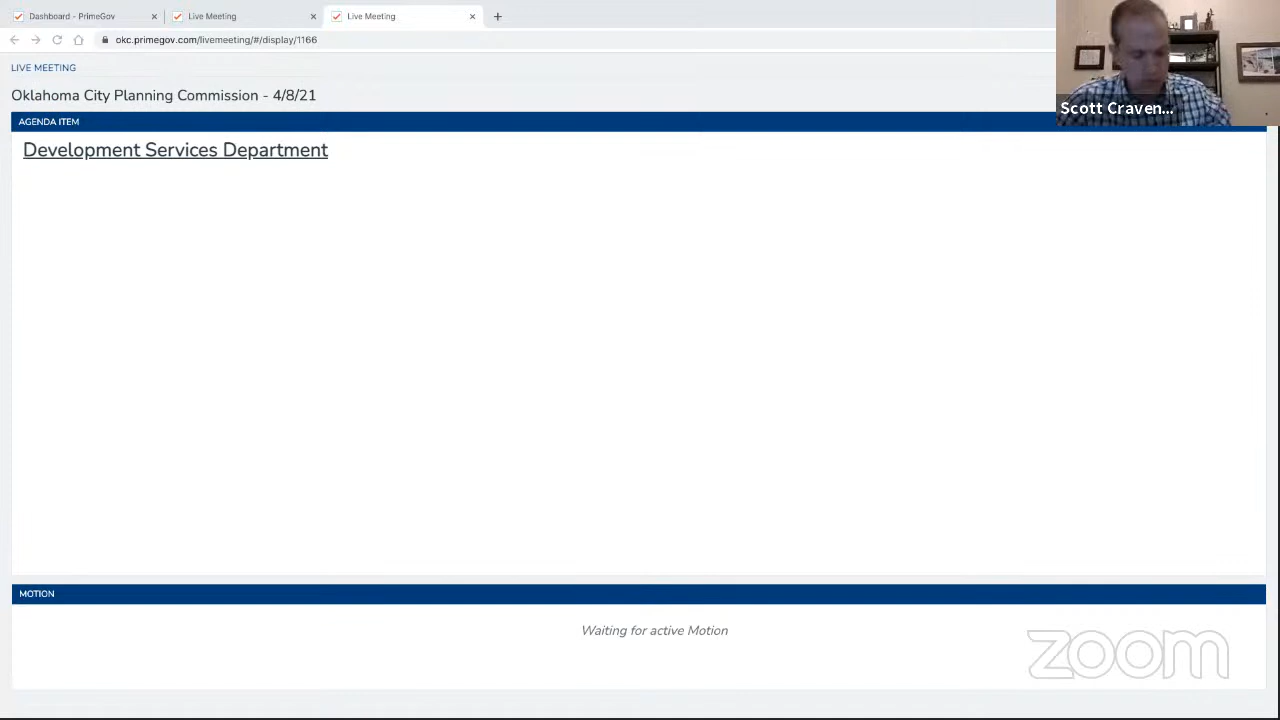 Dashboard - PrimeGov
Live Meeting
Live Meeting
okc.primegov.com/livemeeting/#/display/1166
LIVE MEETING
Oklahoma City Planning Commission - 4/8/21
Scott Craven...
AGENDA ITEM
Development Services Department
MOTION
Waiting for active Motion
zoom